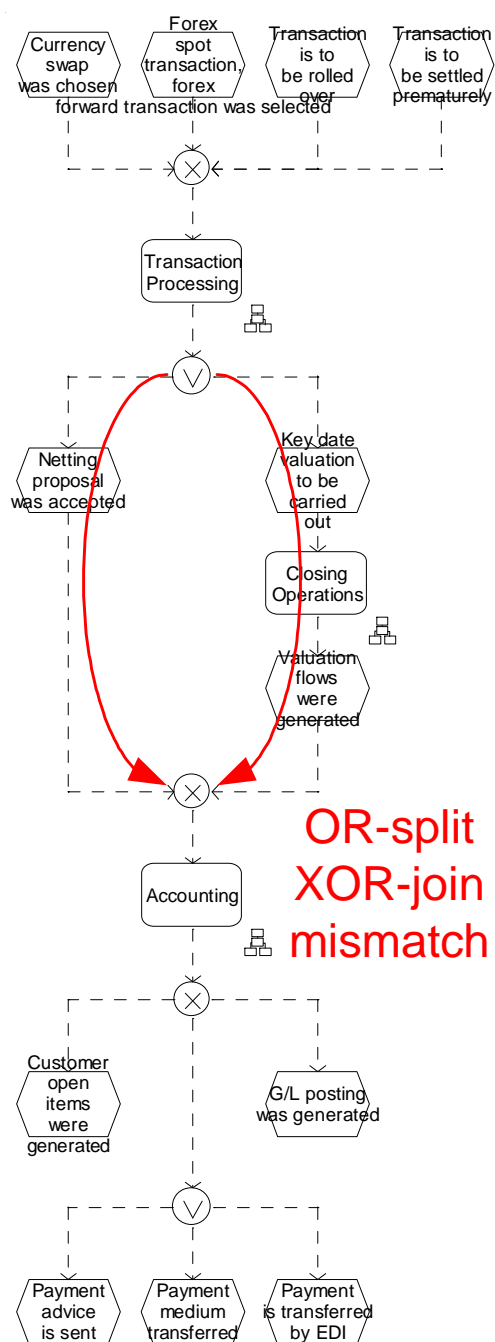 Currency
swap
was chosen
Forex
spot
transaction,
forex
forward transaction was selected
Transaction
is to
be rolled
over
Transaction
is to
be settled
prematurely
Transaction
Processing
Netting
proposal
was accepted
Key date
valuation
to be
carried
out
Closing
Operations
Valuation
flows
were
generated
OR-split
XOR-join
mismatch
Accounting
Customer
open
items
were
generated
G/L posting
was generated
Payment
advice
is sent
Payment
medium
transferred
Payment
is transferred
by EDI